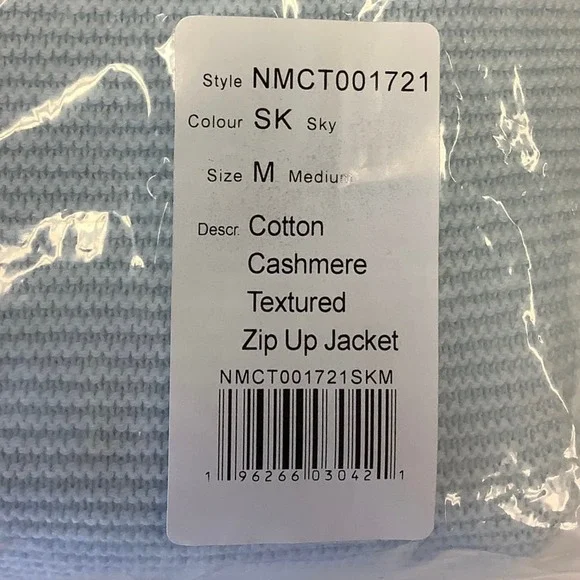 Style NMCT001721
Colour SK Sky
Size M Medium
Descr. Cotton
Cashmere
Textured
Zip Up Jacket
NMCT001721SKM
1 96266 03042 1